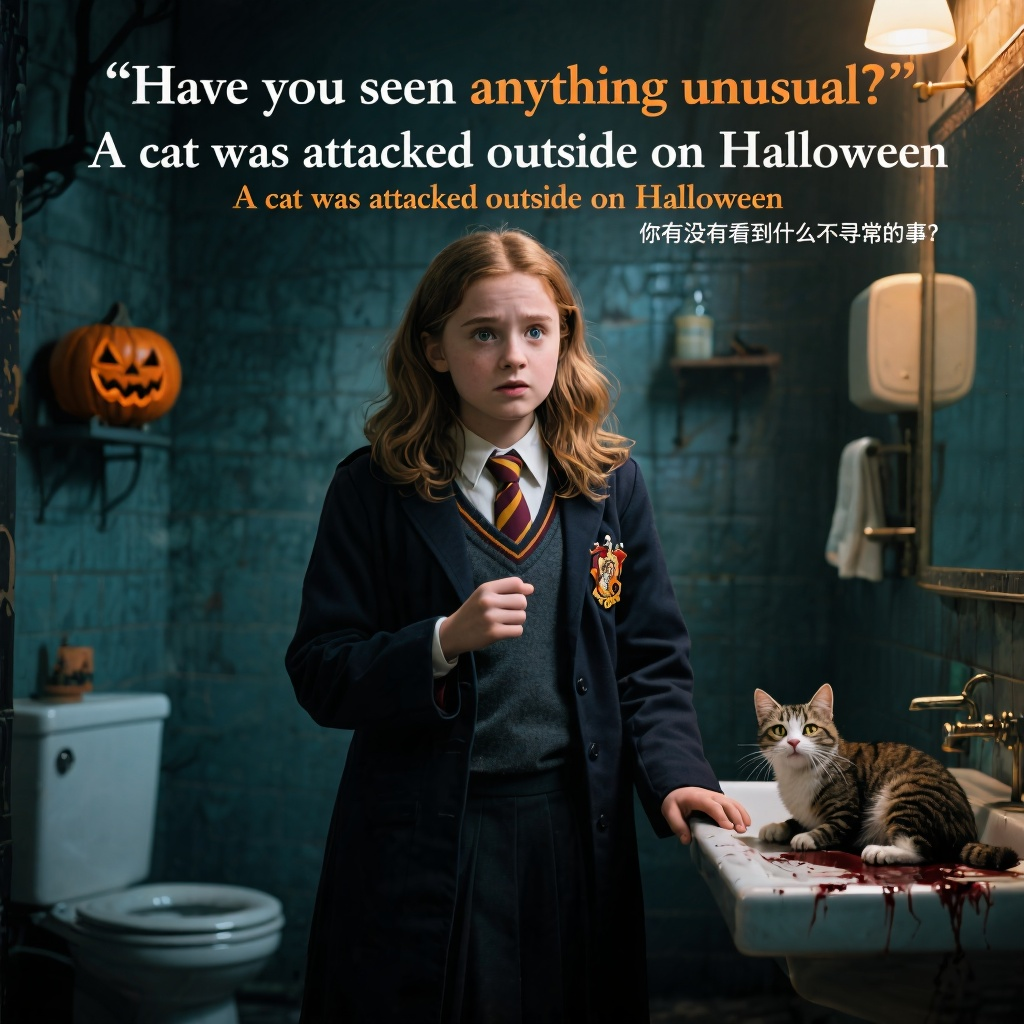 “Have you seen anything unusual?”
A cat was attacked outside on Halloween
A cat was attacked outside on Halloween
你有没有看到什么不寻常的事?